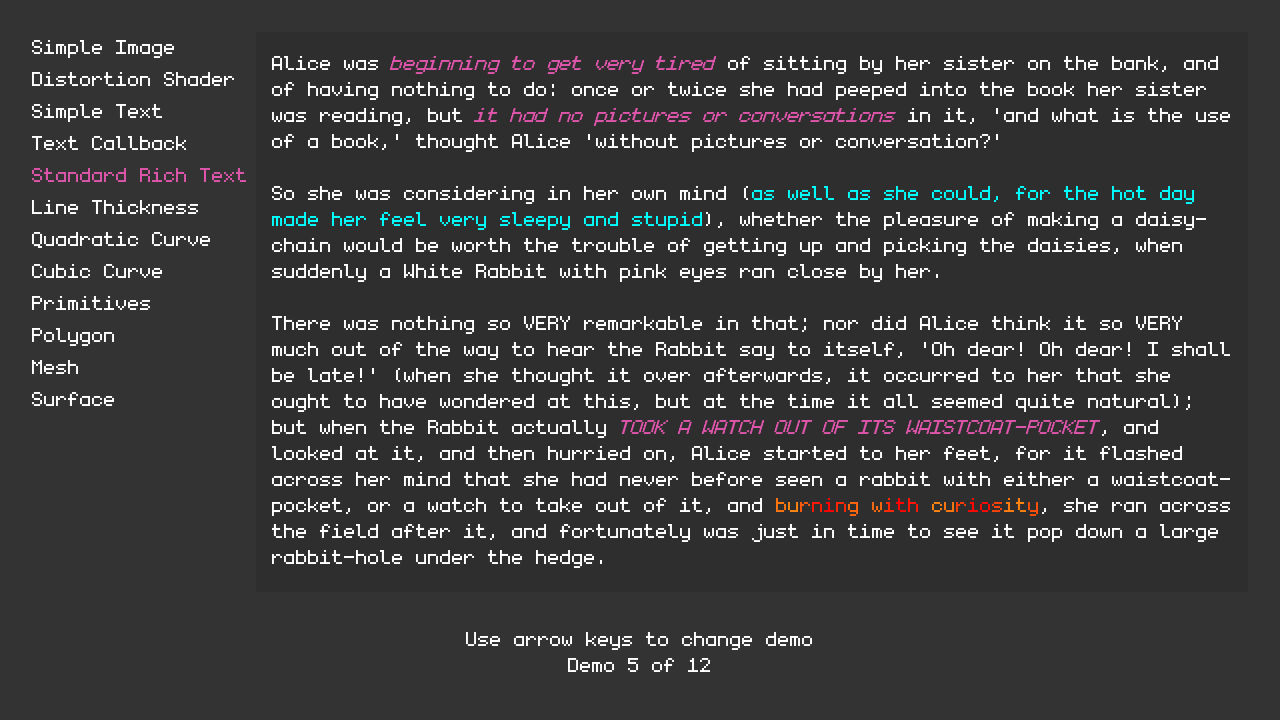 Simple Image
Distortion Shader
Simple Text
Text Callback
Standard Rich Text
Line Thickness
Quadratic Curve
Cubic Curve
Primitives
Polygon
Mesh
Surface
Alice was beginning to get very tired of sitting by her sister on the bank, and
of having nothing to do: once or twice she had peeped into the book her sister
was reading, but it had no pictures or conversations in it, 'and what is the use
of a book,' thought Alice 'without pictures or conversation?'
So she was considering in her own mind (as well as she could, for the hot day
made her feel very sleepy and stupid), whether the pleasure of making a daisy-
chain would be worth the trouble of getting up and picking the daisies, when
suddenly a White Rabbit with pink eyes ran close by her.
There was nothing so VERY remarkable in that; nor did Alice think it so VERY
much out of the way to hear the Rabbit say to itself, 'Oh dear! Oh dear! I shall
be late!' (when she thought it over afterwards, it occurred to her that she
ought to have wondered at this, but at the time it all seemed quite natural);
but when the Rabbit actually TOOK A WATCH OUT OF ITS WAISTCOAT-POCKET, and
looked at it, and then hurried on, Alice started to her feet, for it flashed
across her mind that she had never before seen a rabbit with either a waistcoat-
pocket, or a watch to take out of it, and burning with curiosity, she ran across
the field after it, and fortunately was just in time to see it pop down a large
rabbit-hole under the hedge.
Use arrow keys to change demo
Demo 5 of 12